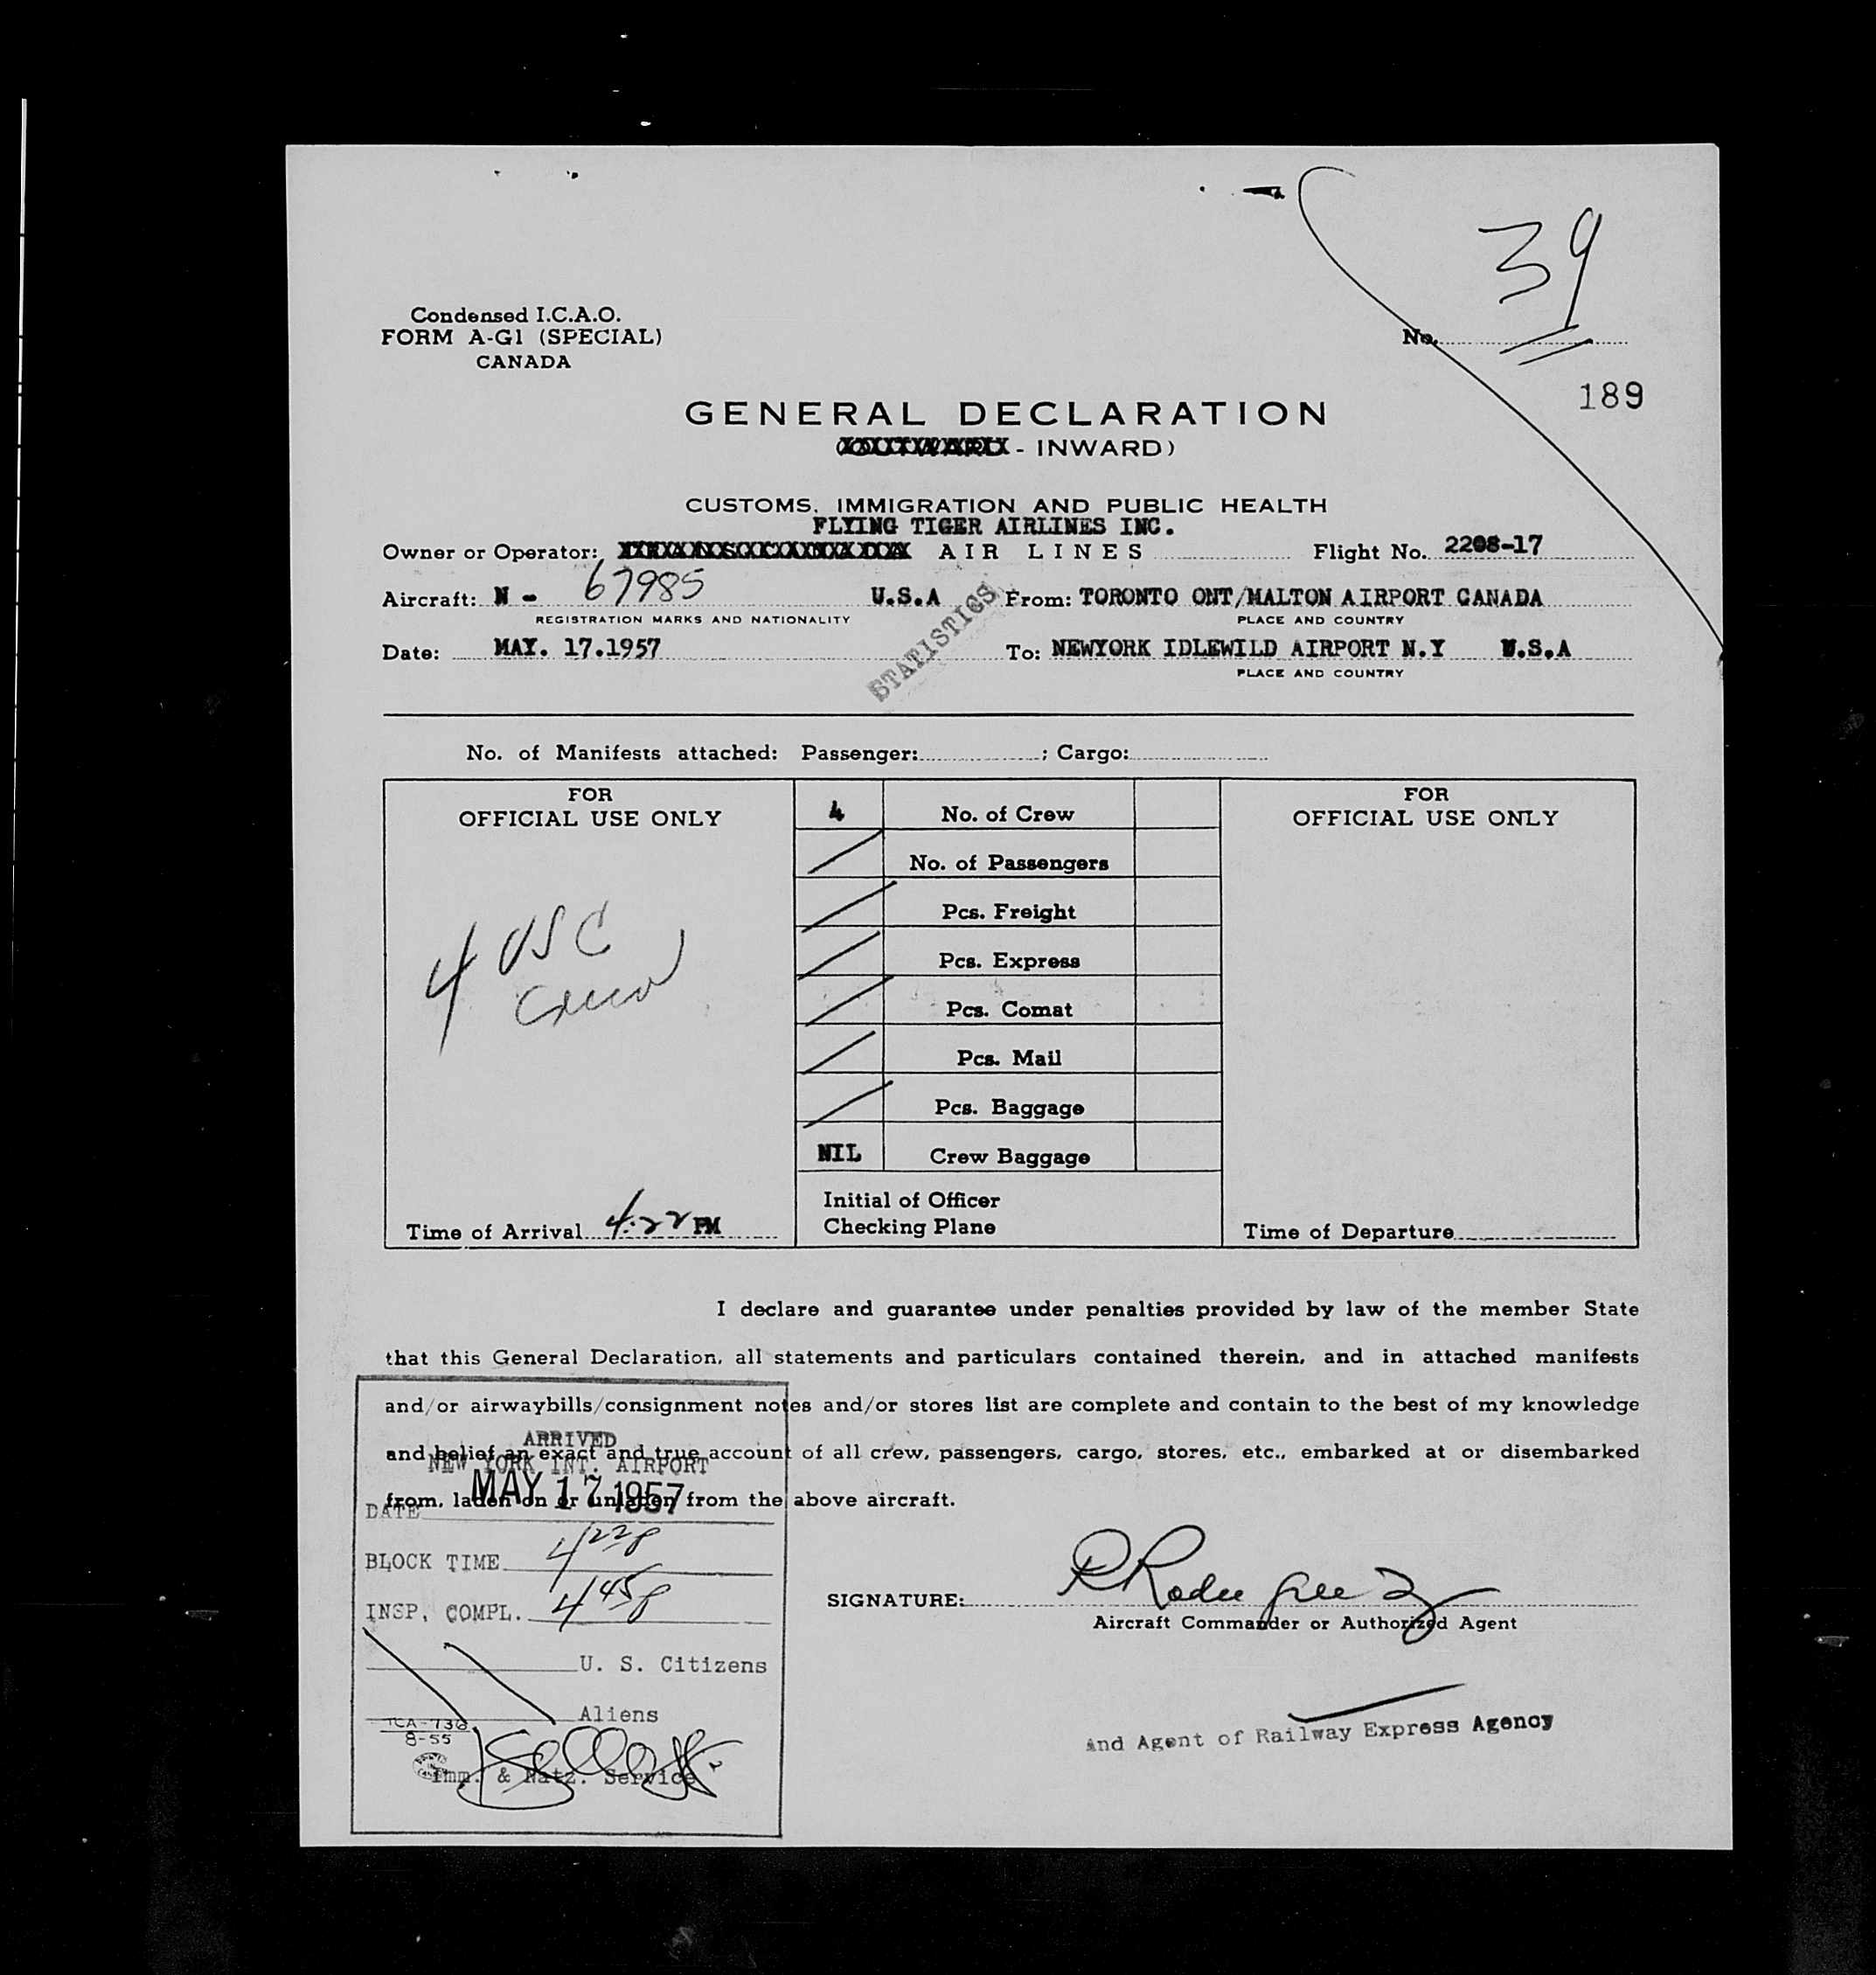 39
Condensed I.C.A.O.
FORM A-G1 (SPECIAL)
CANADA
No.
189
GENERAL DECLARATION
- INWARD)
CUSTOMS, IMMIGRATION AND PUBLIC HEALTH
FLYING TIGER AIRLINES INC.
Owner or Operator: AIR LINES Flight No. 2208-17
Aircraft: N - 67985 U.S.A From: TORONTO ONT/MALTON AIRPORT CANADA
REGISTRATION MARKS AND NATIONALITY PLACE AND COUNTRY
STATISTICS
Date: MAY. 17.1957 To: NEWYORK IDLEWILD AIRPORT N.Y U.S.A
PLACE AND COUNTRY
No. of Manifests attached: Passenger: ; Cargo:
FOR
OFFICIAL USE ONLY
4 USC
Crew
Time of Arrival 4.22 PM
4 No. of Crew
No. of Passengers
Pcs. Freight
Pcs. Express
Pcs. Comat
Pcs. Mail
Pcs. Baggage
NIL Crew Baggage
Initial of Officer
Checking Plane
FOR
OFFICIAL USE ONLY
Time of Departure
I declare and guarantee under penalties provided by law of the member State
that this General Declaration, all statements and particulars contained therein, and in attached manifests
and/or airwaybills/consignment notes and/or stores list are complete and contain to the best of my knowledge
and belief an exact and true account of all crew, passengers, cargo, stores, etc., embarked at or disembarked
from, laden on or unladen from the above aircraft.
ARRIVED
NEW YORK INT. AIRPORT
DATE MAY 17 1957
BLOCK TIME 4 22 p
INSP. COMPL. 4 45 p
U. S. Citizens
Aliens
TCA-736
8-55
Imm. & Natz. Service
SIGNATURE: R Rodriguez
Aircraft Commander or Authorized Agent
And Agent of Railway Express Agency